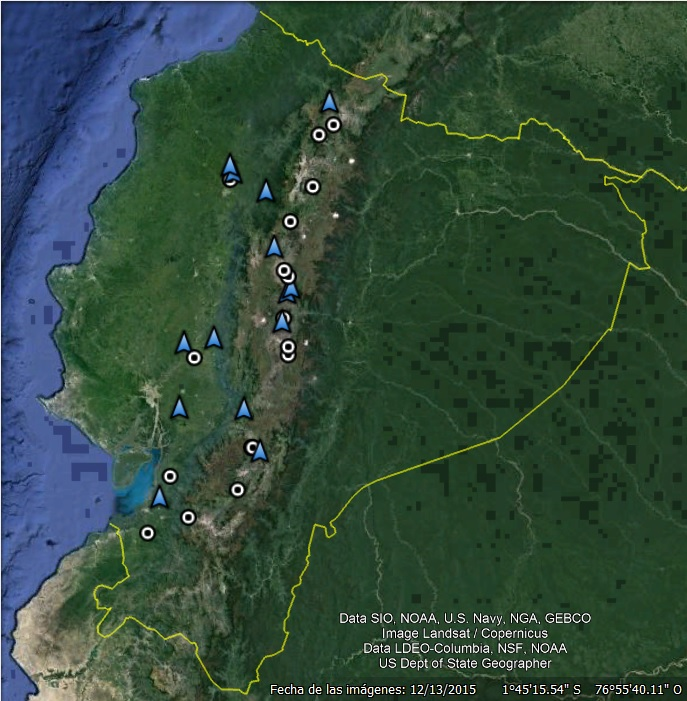 Data SIO, NOAA, U.S. Navy, NGA, GEBCO
Image Landsat / Copernicus
Data LDEO-Columbia, NSF, NOAA
US Dept of State Geographer
Fecha de las imágenes: 12/13/2015 1°45'15.54" S 76°55'40.11" O